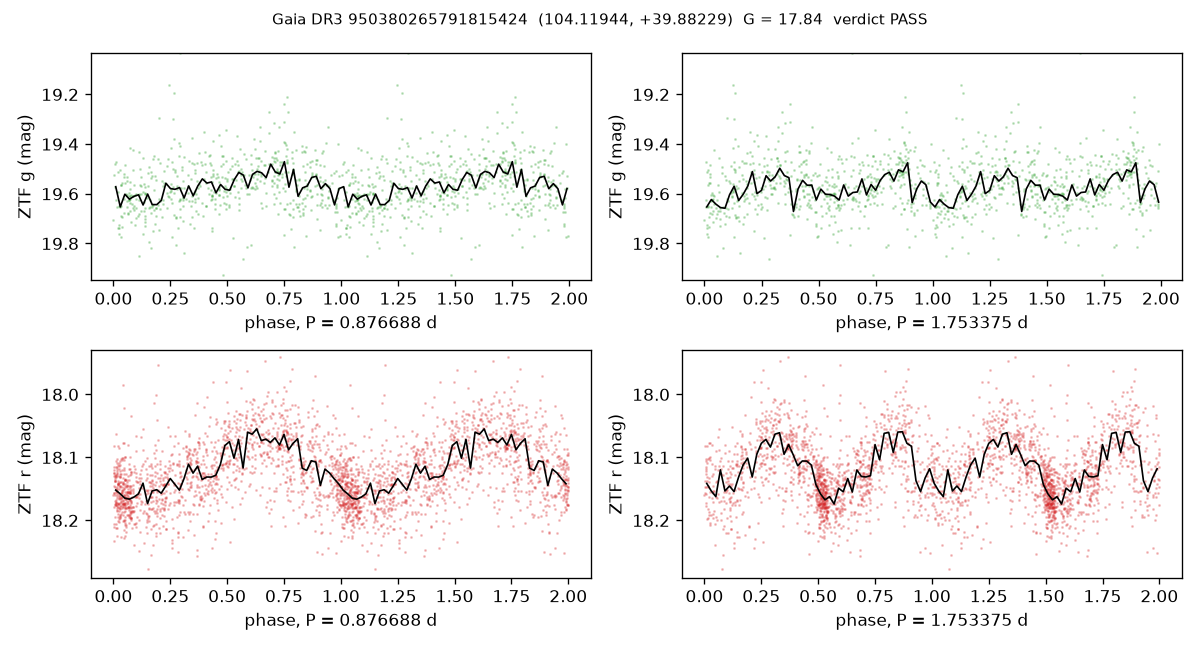 Gaia DR3 950380265791815424 (104.11944, +39.88229) G = 17.84 verdict PASS
ZTF g (mag)
19.2
19.4
19.6
19.8
0.00 0.25 0.50 0.75 1.00 1.25 1.50 1.75 2.00
phase, P = 0.876688 d
ZTF g (mag)
19.2
19.4
19.6
19.8
0.00 0.25 0.50 0.75 1.00 1.25 1.50 1.75 2.00
phase, P = 1.753375 d
ZTF r (mag)
18.0
18.1
18.2
0.00 0.25 0.50 0.75 1.00 1.25 1.50 1.75 2.00
phase, P = 0.876688 d
ZTF r (mag)
18.0
18.1
18.2
0.00 0.25 0.50 0.75 1.00 1.25 1.50 1.75 2.00
phase, P = 1.753375 d